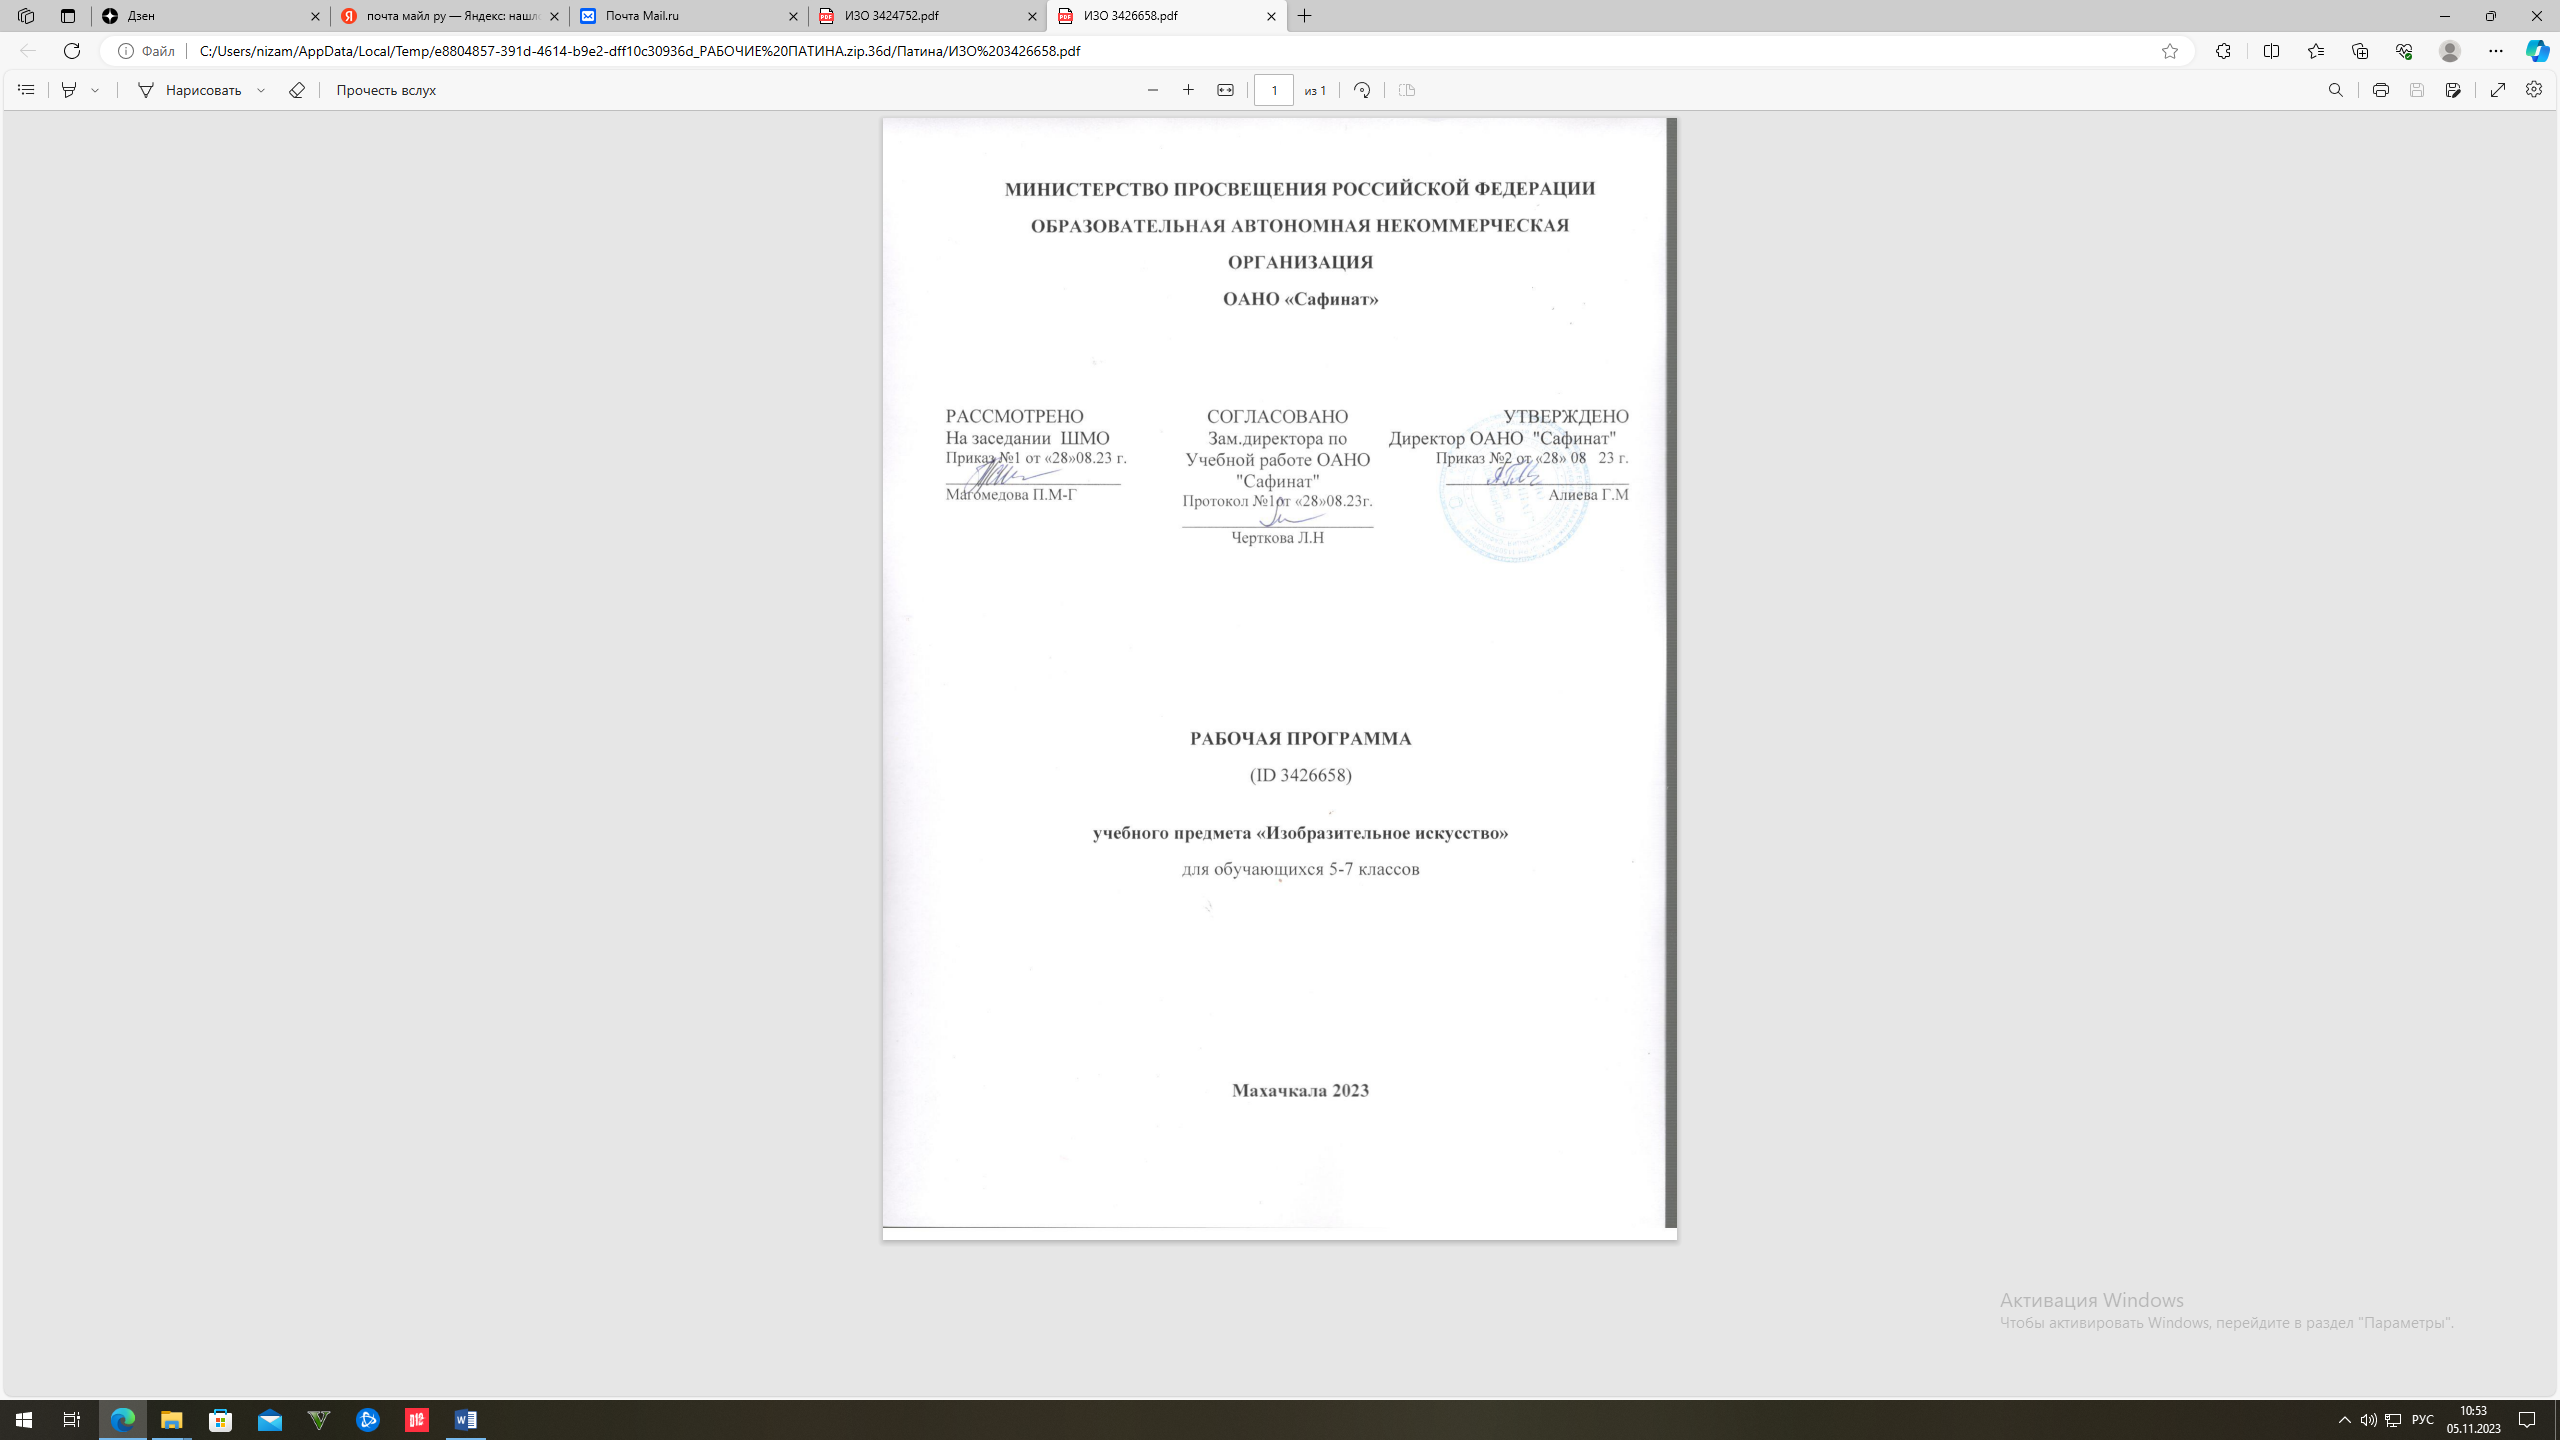 Дзен
почта майл ру — Яндекс: нашло
Почта Mail.ru
ИЗО 3424752.pdf
ИЗО 3426658.pdf
Файл
C:/Users/nizam/AppData/Local/Temp/e8804857-391d-4614-b9e2-dff10c30936d_РАБОЧИЕ%20ПАТИНА.zip.36d/Патина/ИЗО%203426658.pdf
Нарисовать
Прочесть вслух
1
из 1
МИНИСТЕРСТВО ПРОСВЕЩЕНИЯ РОССИЙСКОЙ ФЕДЕРАЦИИ
ОБРАЗОВАТЕЛЬНАЯ АВТОНОМНАЯ НЕКОММЕРЧЕСКАЯ
ОРГАНИЗАЦИЯ
ОАНО «Сафинат»
РАССМОТРЕНО
На заседании ШМО
Приказ №1 от «28»08.23 г.
Магомедова П.М-Г
СОГЛАСОВАНО
Зам.директора по
Учебной работе ОАНО
"Сафинат"
Протокол №1от «28»08.23г.
Черткова Л.Н
УТВЕРЖДЕНО
Директор ОАНО "Сафинат"
Приказ №2 от «28» 08 23 г.
Алиева Г.М
РАБОЧАЯ ПРОГРАММА
(ID 3426658)
учебного предмета «Изобразительное искусство»
для обучающихся 5-7 классов
Махачкала 2023
Активация Windows
Чтобы активировать Windows, перейдите в раздел "Параметры".
РУС
10:53
05.11.2023